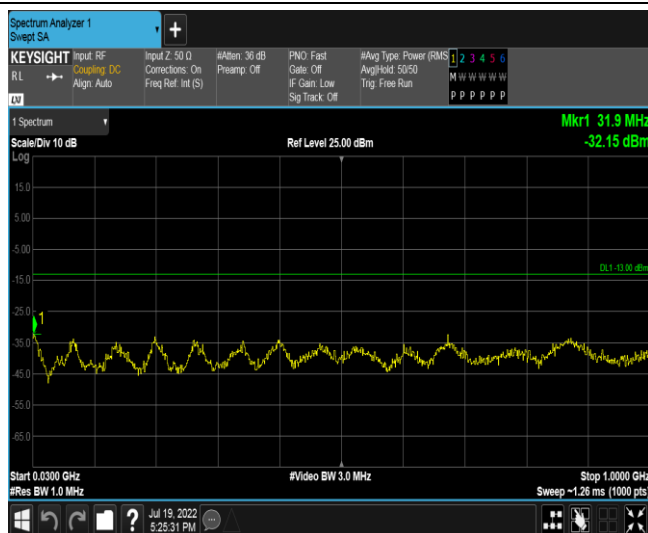 Spectrum Analyzer 1
Swept SA
+
KEYSIGHT
RL
LXI
Input: RF
Coupling: DC
Align: Auto
Input Z: 50 Ω
Corrections: On
Freq Ref: Int (S)
#Atten: 36 dB
Preamp: Off
PNO: Fast
Gate: Off
IF Gain: Low
Sig Track: Off
#Avg Type: Power (RMS
Avg|Hold: 50/50
Trig: Free Run
1 2 3 4 5 6
M W W W W W
P P P P P P
1 Spectrum
Scale/Div 10 dB
Ref Level 25.00 dBm
Mkr1 31.9 MHz
-32.15 dBm
Log
15.0
5.00
-5.00
DL1 -13.00 dBm
-15.0
-25.0
1
-35.0
-45.0
-55.0
-65.0
Start 0.0300 GHz
#Res BW 1.0 MHz
#Video BW 3.0 MHz
Stop 1.0000 GHz
Sweep ~1.26 ms (1000 pts)
?
Jul 19, 2022
5:25:31 PM